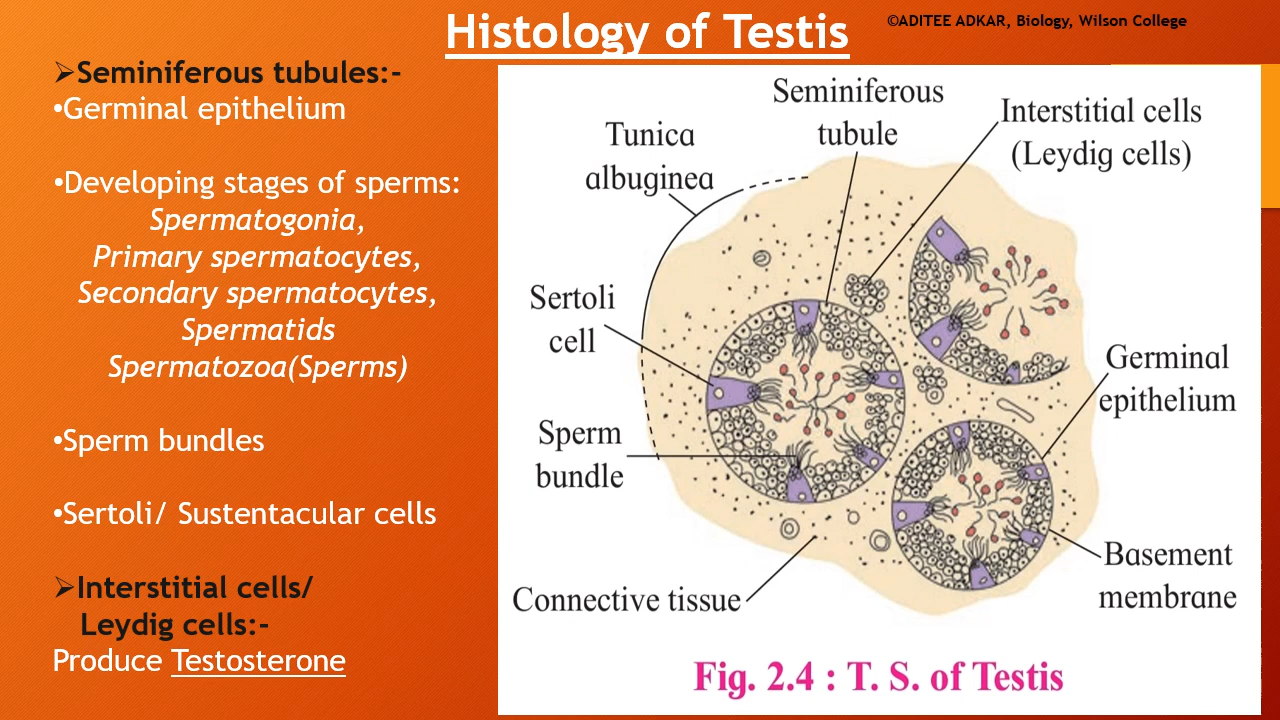 Histology of Testis
©ADITEE ADKAR, Biology, Wilson College
➢Seminiferous tubules:-
•Germinal epithelium
•Developing stages of sperms:
Spermatogonia,
Primary spermatocytes,
Secondary spermatocytes,
Spermatids
Spermatozoa(Sperms)
•Sperm bundles
•Sertoli/ Sustentacular cells
➢Interstitial cells/
Leydig cells:-
Produce Testosterone
Seminiferous
tubule
Interstitial cells
(Leydig cells)
Tunica
albuginea
Sertoli
cell
Germinal
epithelium
Sperm
bundle
Basement
membrane
Connective tissue
Fig. 2.4 : T. S. of Testis